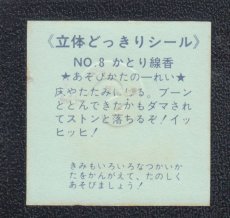 《立体どっきりシール》
NO.8 かとり線香
★あそびかたの一れい★
床やたたみにはる。ブーン
ととんできたかもダマされ
てストンと落ちるぞ！イッ
ヒッヒ！
きみもいろいろなつかいか
たをかんがえて、たのしく
あそびましょう！